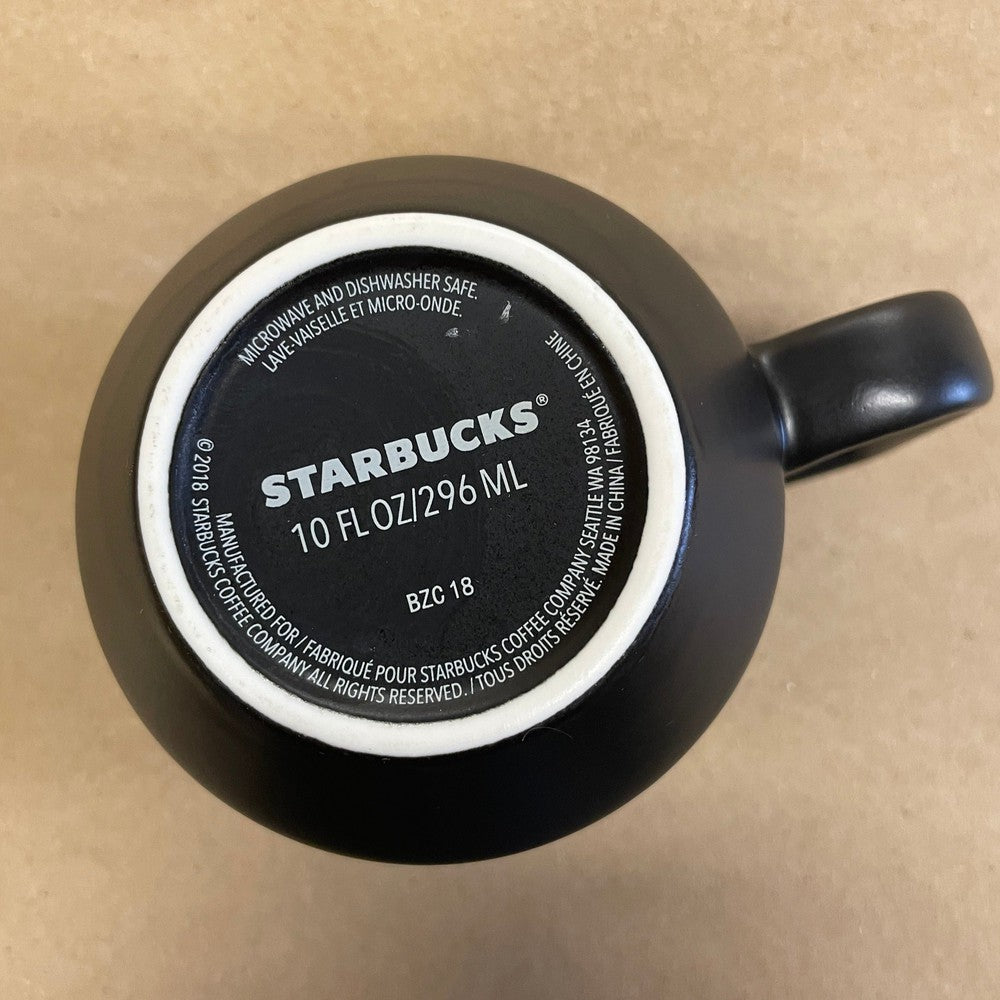 MICROWAVE AND DISHWASHER SAFE.
LAVE-VAISELLE ET MICRO-ONDE.
STARBUCKS®
10 FL OZ/296 ML
BZC 18
MANUFACTURED FOR / FABRIQUÉ POUR STARBUCKS COFFEE COMPANY SEATTLE WA 98134
© 2018 STARBUCKS COFFEE COMPANY ALL RIGHTS RESERVED. / TOUS DROITS RÉSERVÉ. MADE IN CHINA / FABRIQUÉ EN CHINE